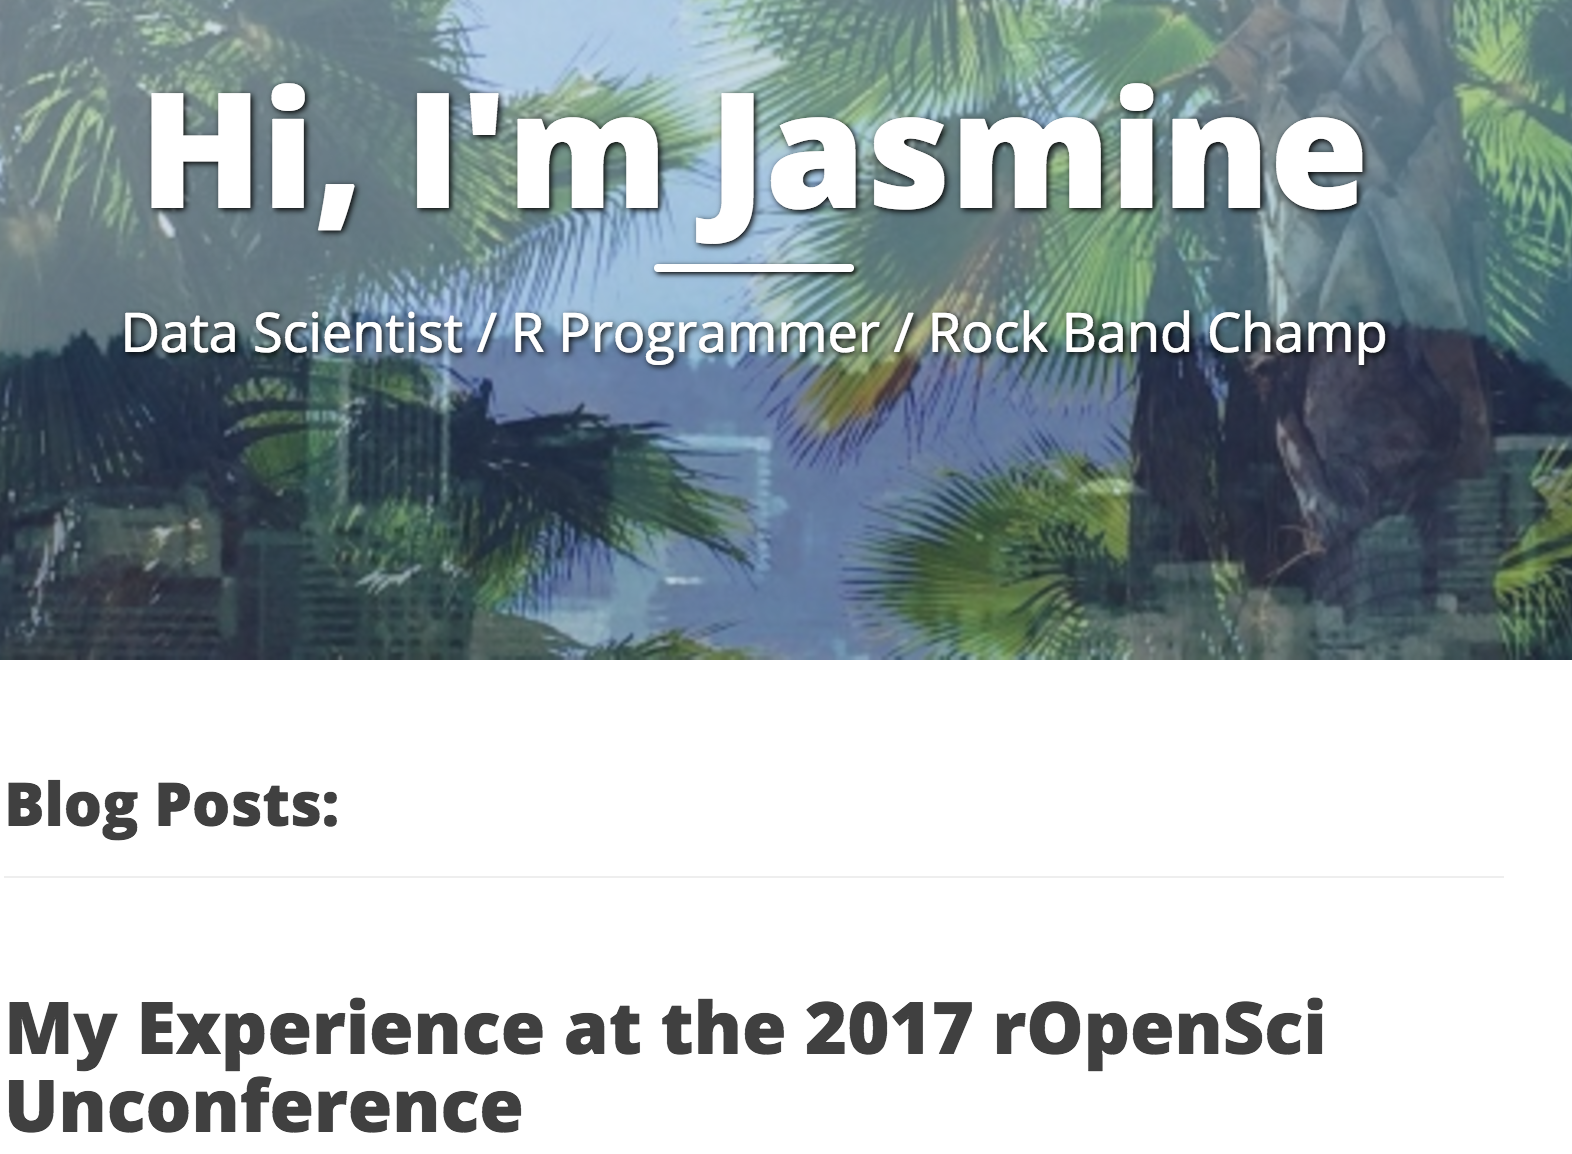 Hi, I'm Jasmine
Data Scientist / R Programmer / Rock Band Champ
Blog Posts:
My Experience at the 2017 rOpenSci
Unconference